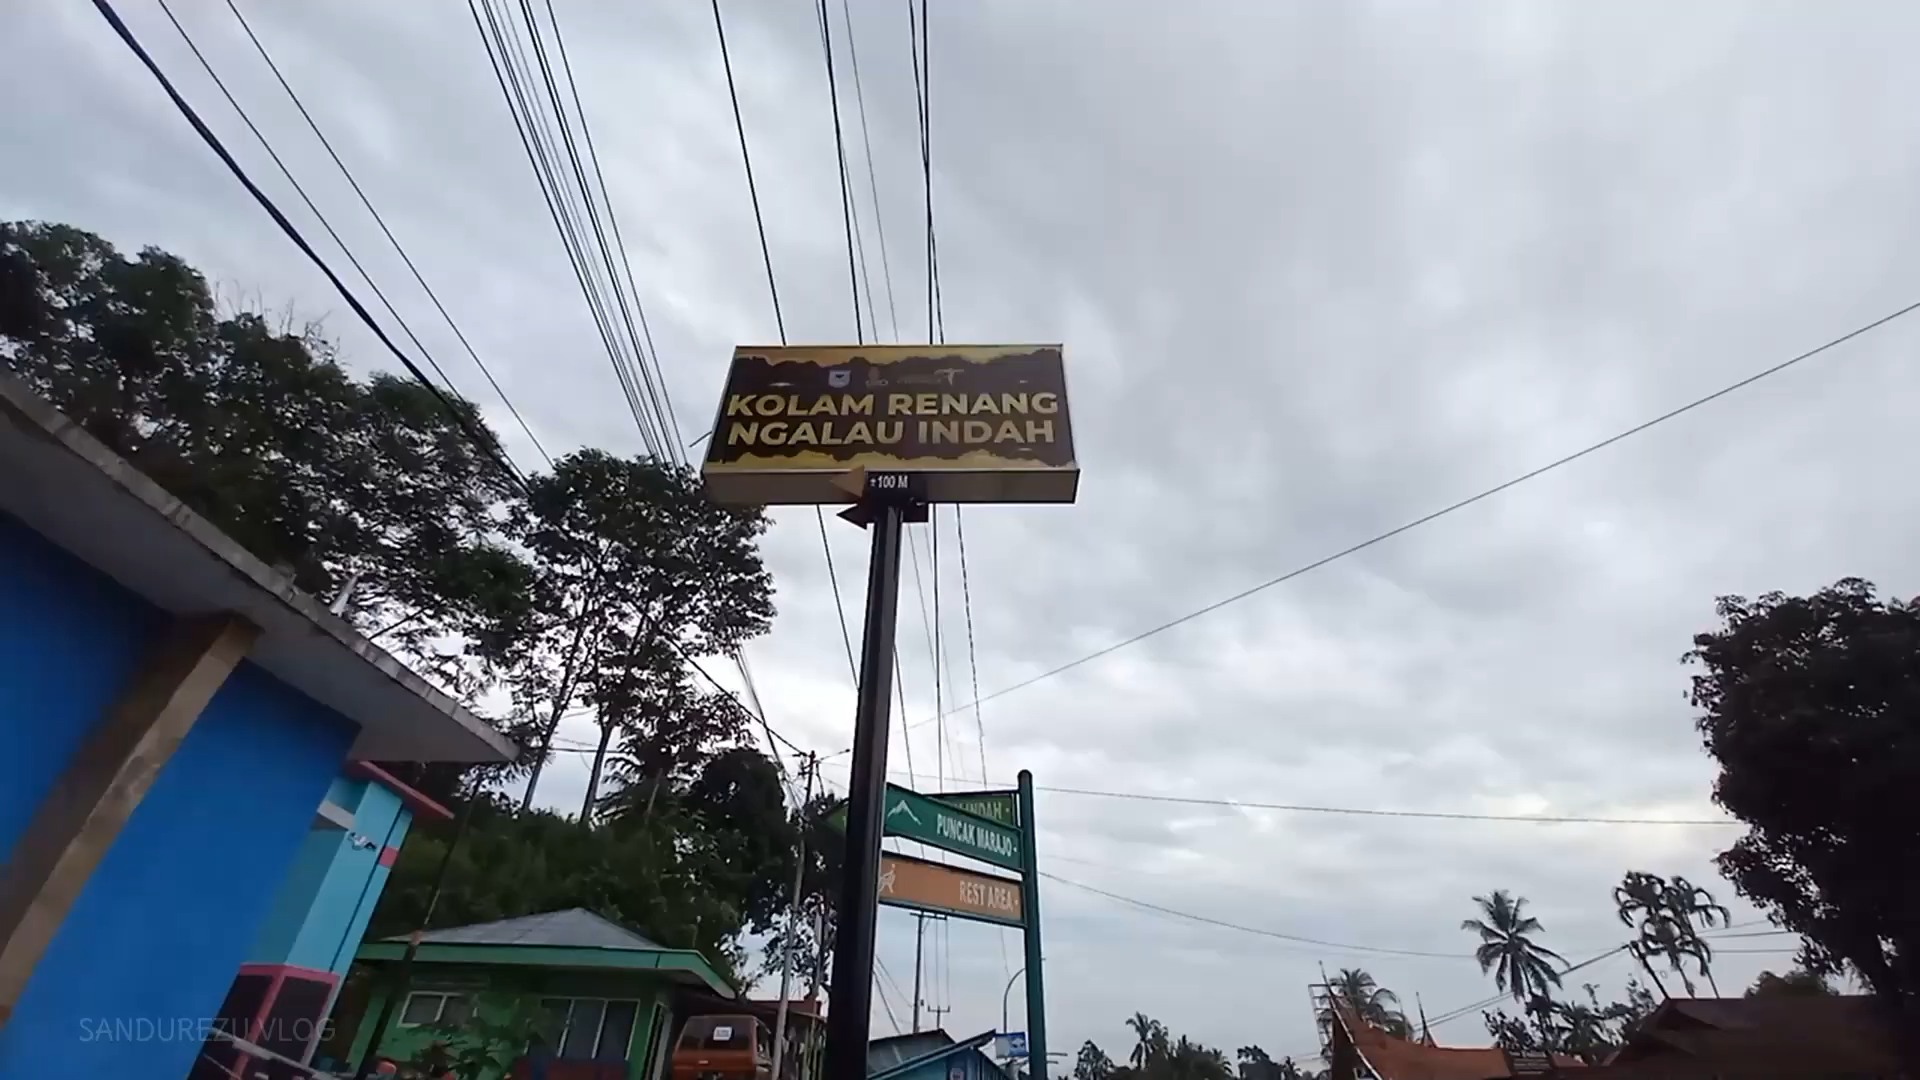 KOLAM RENANG
NGALAU INDAH
±100 M
INDAH
PUNCAK MARAJO
REST AREA
SANDUREZU VLOG